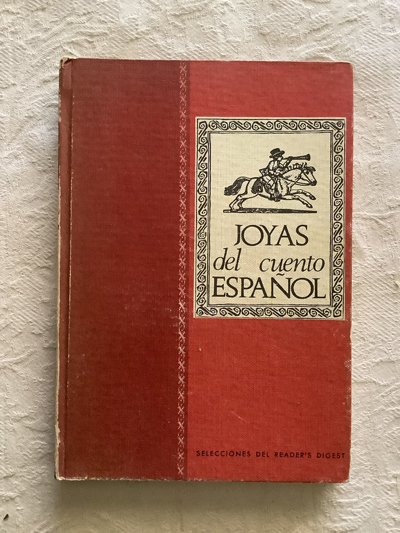 JOYAS
del cuento
ESPAÑOL
SELECCIONES DEL READER'S DIGEST